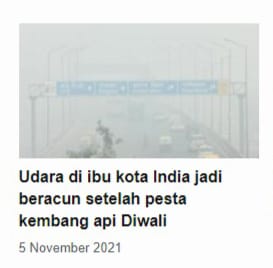 Udara di ibu kota India jadi
beracun setelah pesta
kembang api Diwali
5 November 2021